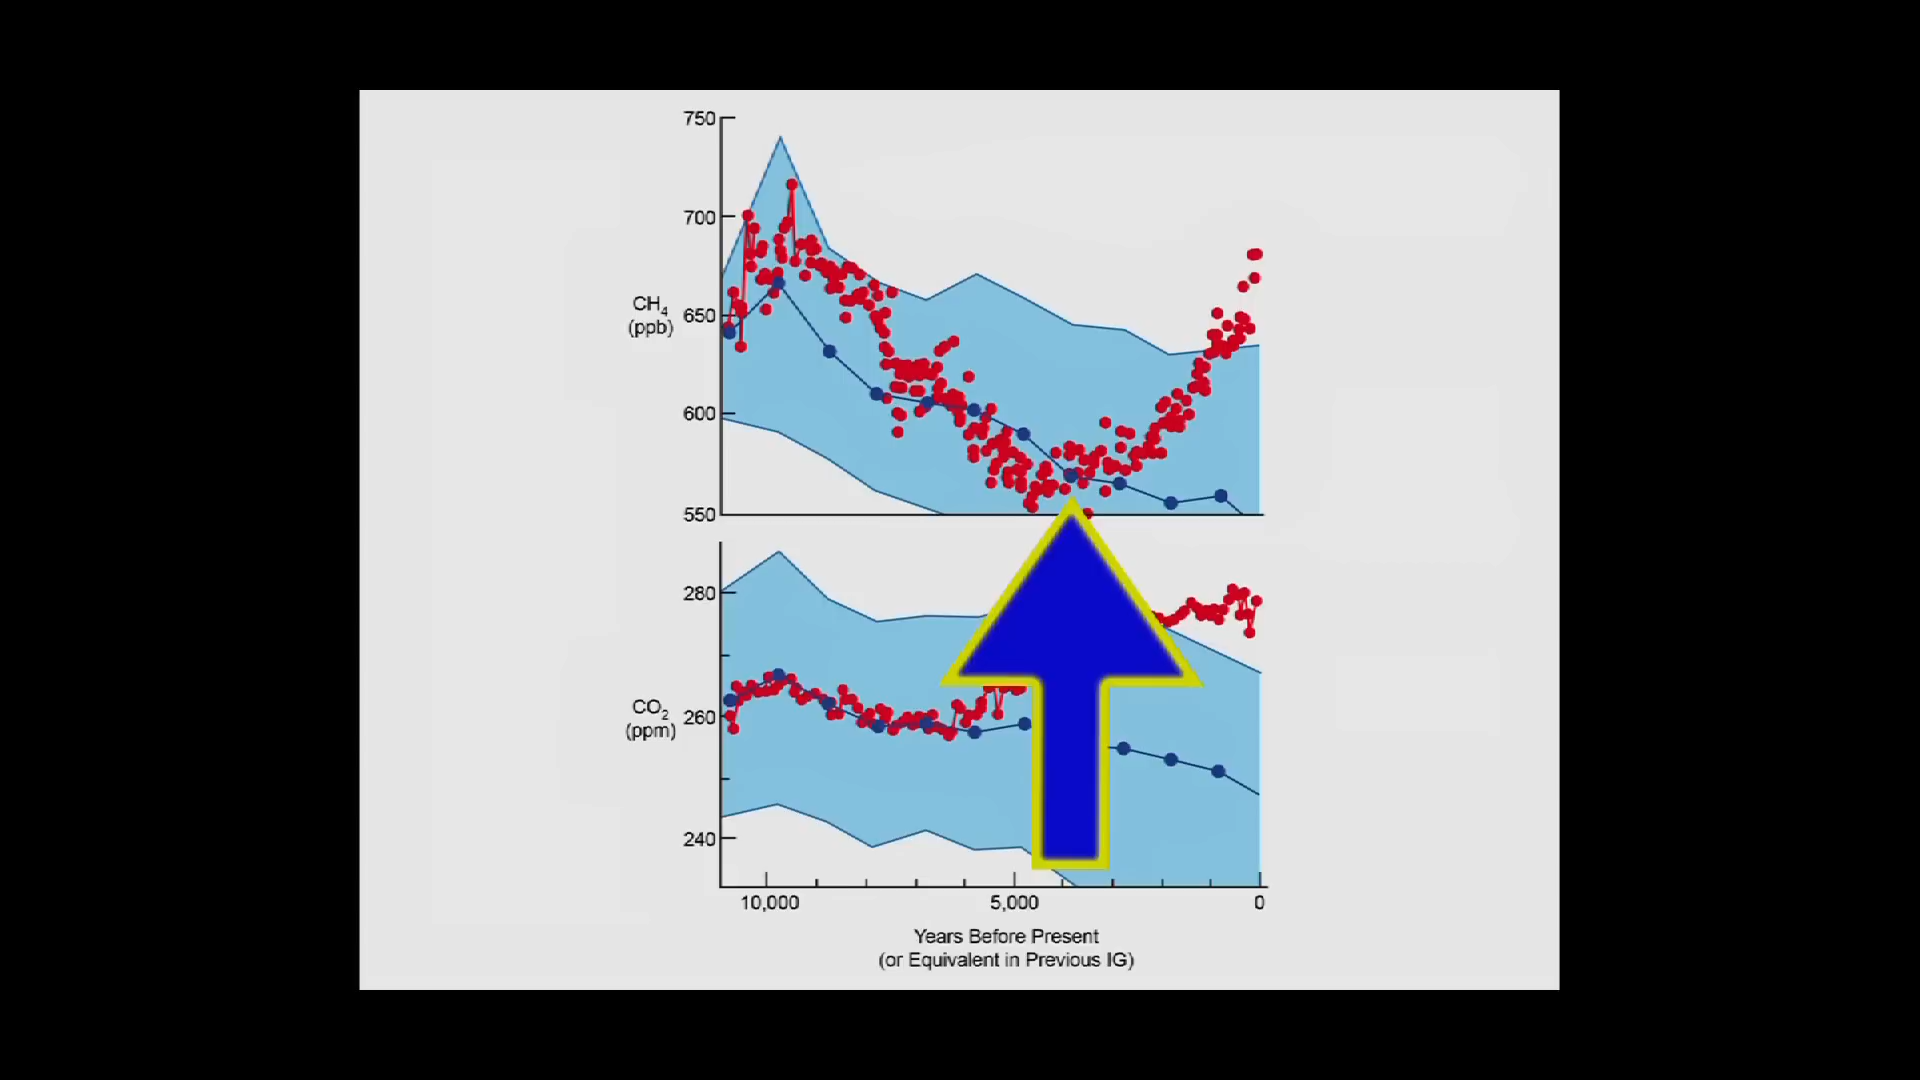 750
700
CH4
(ppb)
650
600
550
280
CO2
(ppm)
260
240
10,000 5,000 0
Years Before Present
(or Equivalent in Previous IG)